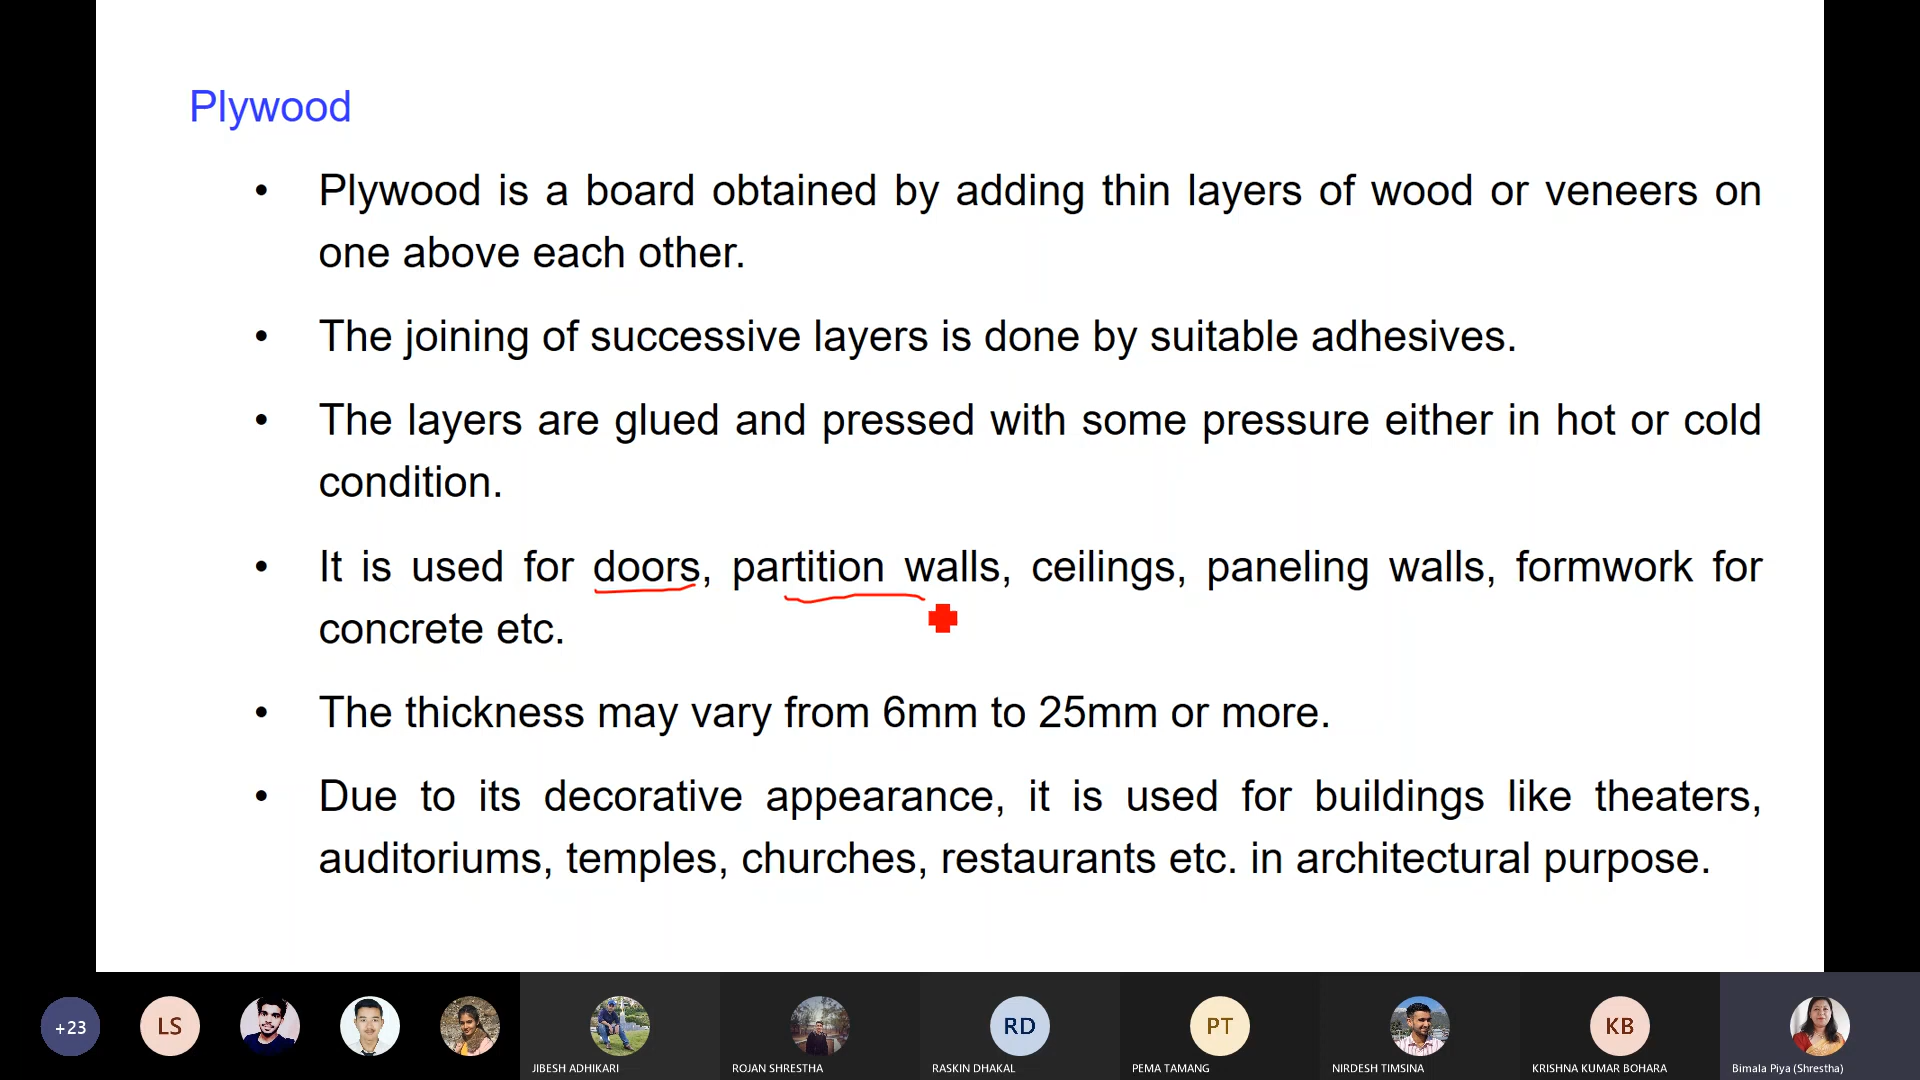 Plywood
• Plywood is a board obtained by adding thin layers of wood or veneers on
one above each other.
• The joining of successive layers is done by suitable adhesives.
• The layers are glued and pressed with some pressure either in hot or cold
condition.
• It is used for doors, partition walls, ceilings, paneling walls, formwork for
concrete etc.
• The thickness may vary from 6mm to 25mm or more.
• Due to its decorative appearance, it is used for buildings like theaters,
auditoriums, temples, churches, restaurants etc. in architectural purpose.
+23 LS RD PT KB
JIBESH ADHIKARI ROJAN SHRESTHA RASKIN DHAKAL PEMA TAMANG NIRDESH TIMSINA KRISHNA KUMAR BOHARA Bimala Piya (Shrestha)